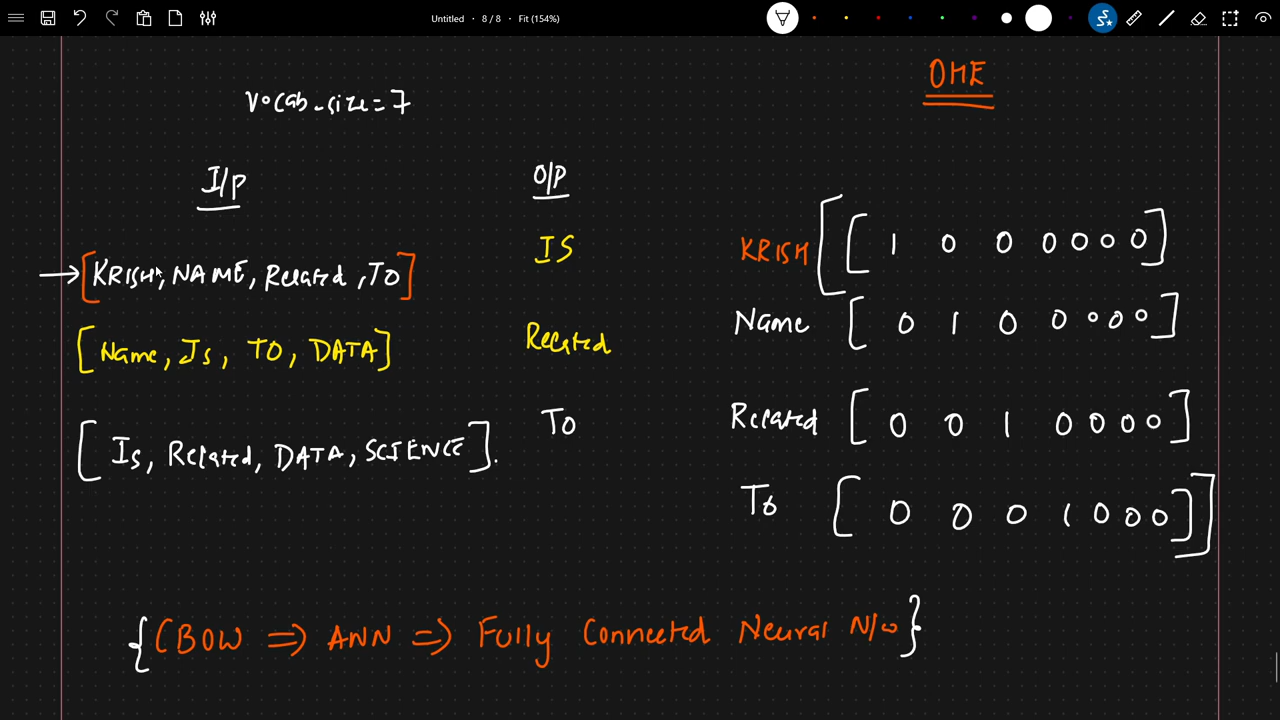 Untitled • 8 / 8 • Fit (154%)
OHE
Vocab-size = 7
I/p O/P
[KRISH, NAME, Related, TO] IS
[Name, Is, TO, DATA] Related
[Is, Related, DATA, SCIENCE]. To
KRISH [[1 0 0 0 0 0 0]
Name [0 1 0 0 0 0 0]
Related [0 0 1 0 0 0 0]
To [0 0 0 1 0 0 0]]
{CBOW ⇒ ANN ⇒ Fully Connected Neural N/w}